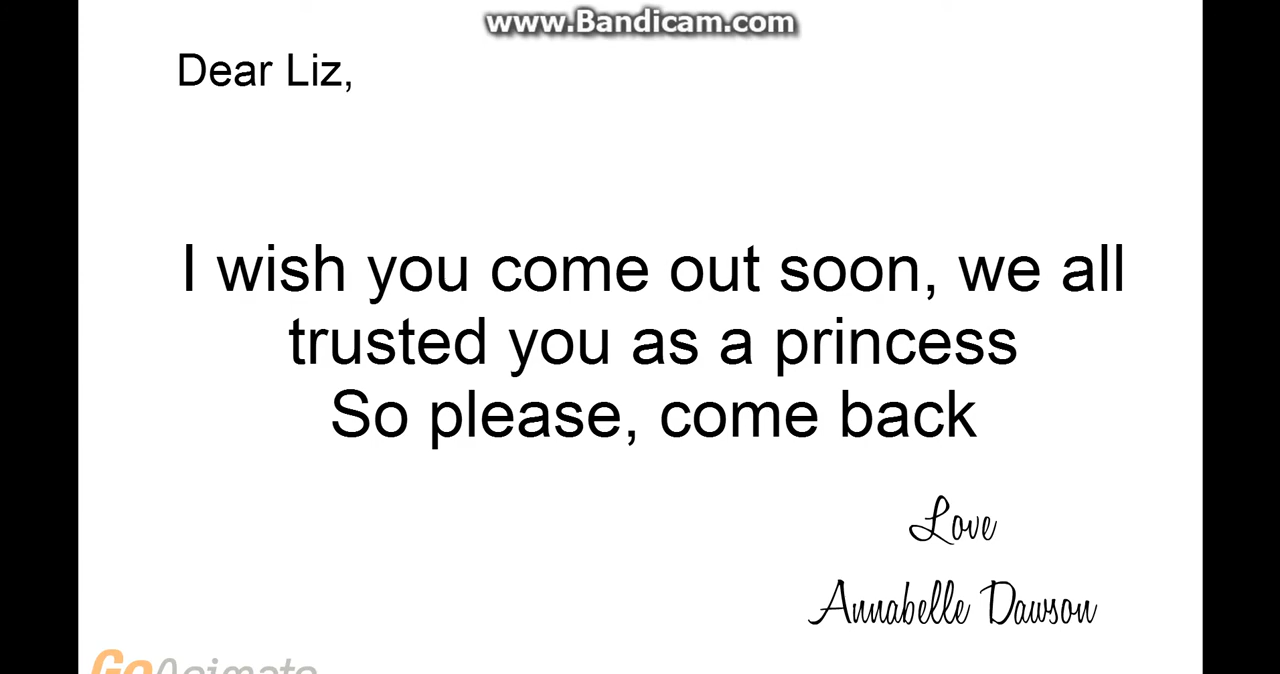 www.Bandicam.com
Dear Liz,
I wish you come out soon, we all
trusted you as a princess
So please, come back
Love
Annabelle Dawson
GoAnimate